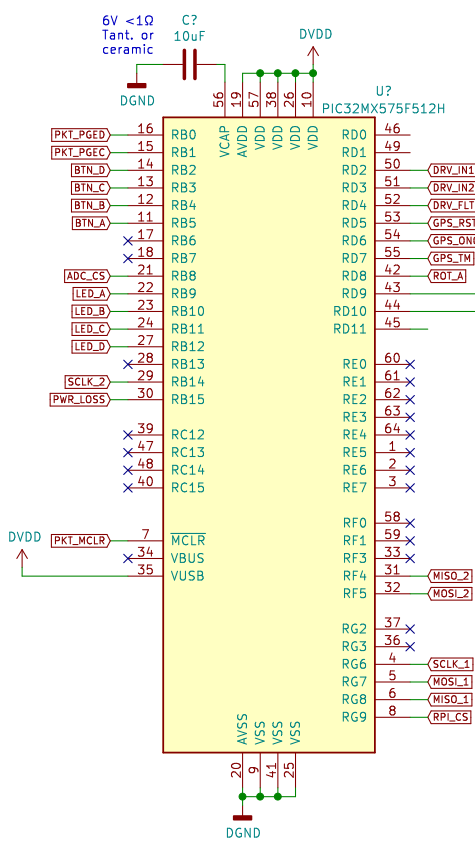 6V <1Ω
Tant. or
ceramic
C?
10uF
DVDD
DGND
U?
PIC32MX575F512H
56 19 57 38 26 10
VCAP AVDD VDD VDD VDD VDD
PKT_PGED 16 RB0
PKT_PGEC 15 RB1
BTN_D 14 RB2
BTN_C 13 RB3
BTN_B 12 RB4
BTN_A 11 RB5
17 RB6
18 RB7
ADC_CS 21 RB8
LED_A 22 RB9
LED_B 23 RB10
LED_C 24 RB11
LED_D 27 RB12
28 RB13
SCLK_2 29 RB14
PWR_LOSS 30 RB15
39 RC12
47 RC13
48 RC14
40 RC15
PKT_MCLR 7 MCLR
34 VBUS
DVDD
35 VUSB
RD0 46
RD1 49
RD2 50 DRV_IN1
RD3 51 DRV_IN2
RD4 52 DRV_FLT
RD5 53 GPS_RST
RD6 54 GPS_ON
RD7 55 GPS_TM
RD8 42 ROT_A
RD9 43
RD10 44
RD11 45
RE0 60
RE1 61
RE2 62
RE3 63
RE4 64
RE5 1
RE6 2
RE7 3
RF0 58
RF1 59
RF3 33
RF4 31 MISO_2
RF5 32 MOSI_2
RG2 37
RG3 36
RG6 4 SCLK_1
RG7 5 MOSI_1
RG8 6 MISO_1
RG9 8 RPI_CS
AVSS VSS VSS VSS
20 9 41 25
DGND